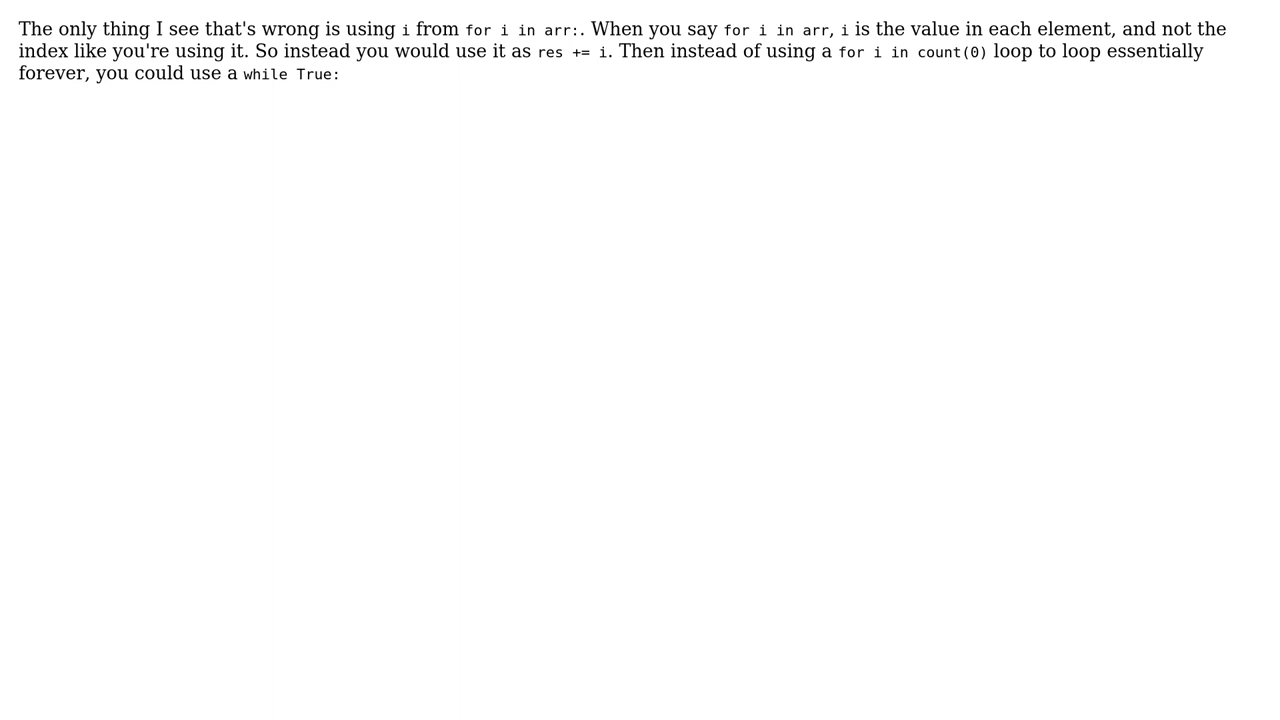 The only thing I see that's wrong is using i from for i in arr:. When you say for i in arr, i is the value in each element, and not the
index like you're using it. So instead you would use it as res += i. Then instead of using a for i in count(0) loop to loop essentially
forever, you could use a while True: